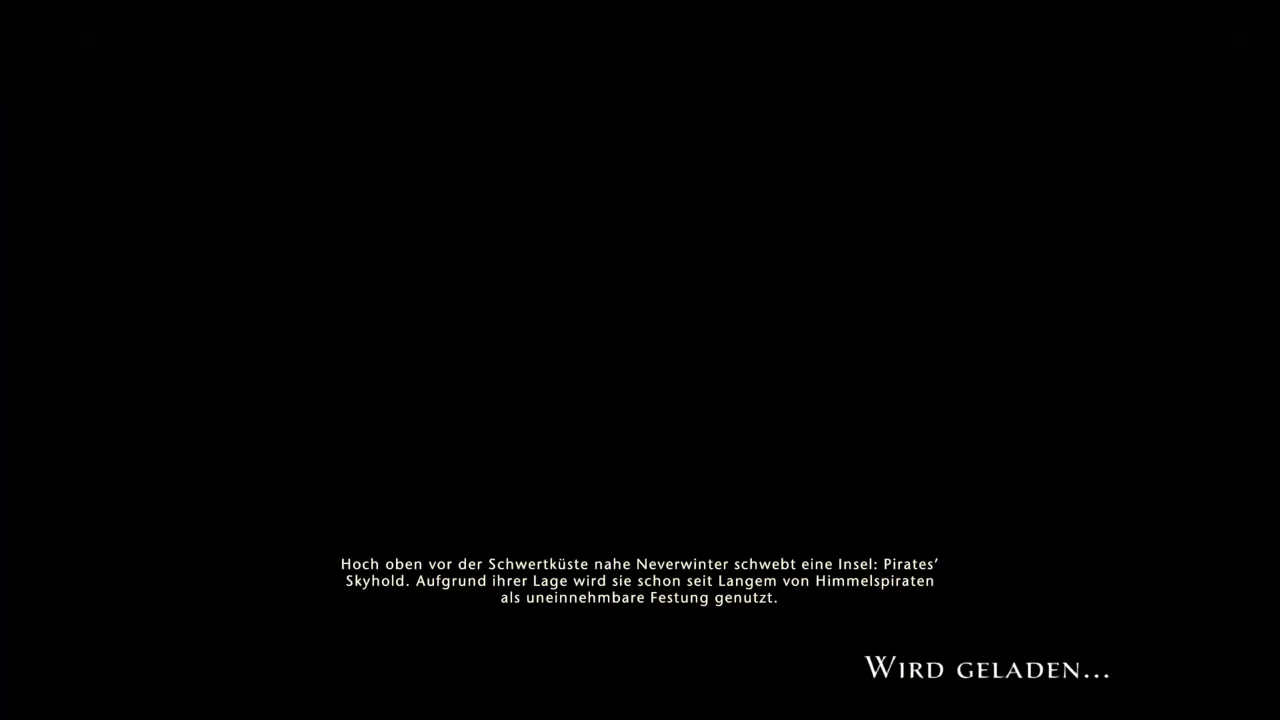 Hoch oben vor der Schwertküste nahe Neverwinter schwebt eine Insel: Pirates’
Skyhold. Aufgrund ihrer Lage wird sie schon seit Langem von Himmelspiraten
als uneinnehmbare Festung genutzt.
Wird geladen...